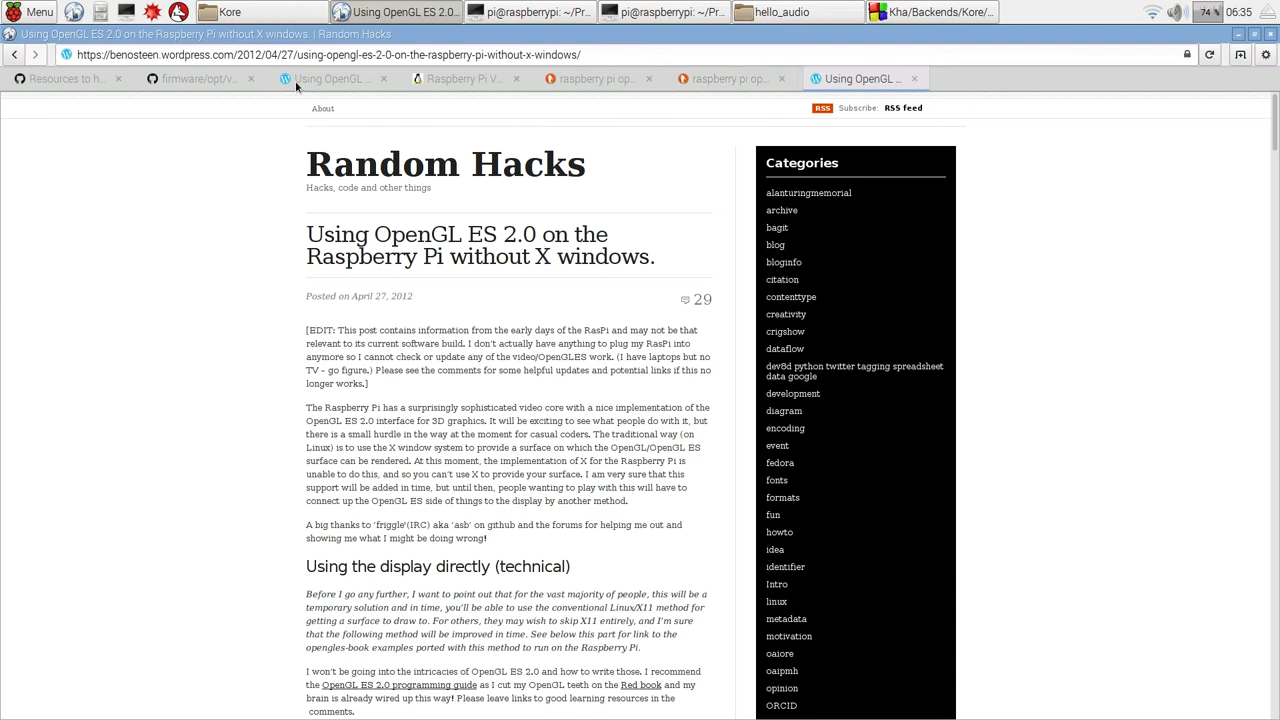 Menu
Kore
Using OpenGL ES 2.0
pi@raspberrypi: ~/Pr...
pi@raspberrypi: ~/Pr...
hello_audio
Kha/Backends/Kore/...
74
05:35
Using OpenGL ES 2.0 on the Raspberry Pi without X windows. | Random Hacks
https://benosteen.wordpress.com/2012/04/27/using-opengl-es-2-0-on-the-raspberry-pi-without-x-windows/
Resources to h...
firmware/opt/v...
Using OpenGL ...
Raspberry Pi V...
raspberry pi op...
raspberry pi op...
Using OpenGL ...
About
RSS Subscribe: RSS feed
Random Hacks
Hacks, code and other things
Using OpenGL ES 2.0 on the
Raspberry Pi without X windows.
Posted on April 27, 2012
29
[EDIT: This post contains information from the early days of the RasPi and may not be that
relevant to the current software build. I don't actually have anything to plug my RasPi into
anymore so I cannot check or update any of the video/OpenGLES work. (I have laptops but no
TV – go figure.) Please see the comments for some helpful updates and potential links if this no
longer works.]
The Raspberry Pi has a surprisingly sophisticated video core with a nice implementation of the
OpenGL ES 2.0 interface for 3D graphics. It will be exciting to see what people do with it, but
there is a small hurdle in the way at the moment for casual coders. The traditional way (on
Linux) is to use the X window system to provide a surface on which the OpenGL/OpenGL ES
surface can be rendered. At this moment, the implementation of X for the Raspberry Pi is
unable to do this, and so you can't use X to provide your surface. I am very sure that this
support will be added in time, but until then, people wanting to play with this will have to
connect up the OpenGL ES side of things to the display by another method.
A big thanks to 'friggle'(IRC) aka 'asb' on github and the forums for helping me out and
showing me what I might be doing wrong!
Using the display directly (technical)
Before I go any further, I want to point out that for the vast majority of people, this will be a
temporary solution and in time, you'll be able to use the conventional Linux/X11 method for
getting a surface to draw to. For others, they may wish to skip X11 entirely, and I'm sure
that the following method will be improved in time. See below this part for link to the
opengles-book examples ported with this method to run on the Raspberry Pi.
I won't be going into the intricacies of OpenGL ES 2.0 and how to write those. I recommend
the OpenGL ES 2.0 programming guide as I cut my OpenGL teeth on the Red book and my
brain is already wired up this way! Please leave links to good learning resources in the
comments.
Categories
alanturingmemorial
archive
bagit
blog
bloginfo
citation
contenttype
creativity
crigshow
dataflow
dev8d python twitter tagging spreadsheet
data google
development
diagram
encoding
event
fedora
fonts
formats
fun
howto
idea
identifier
Intro
linux
metadata
motivation
oaiore
oaipmh
opinion
ORCID